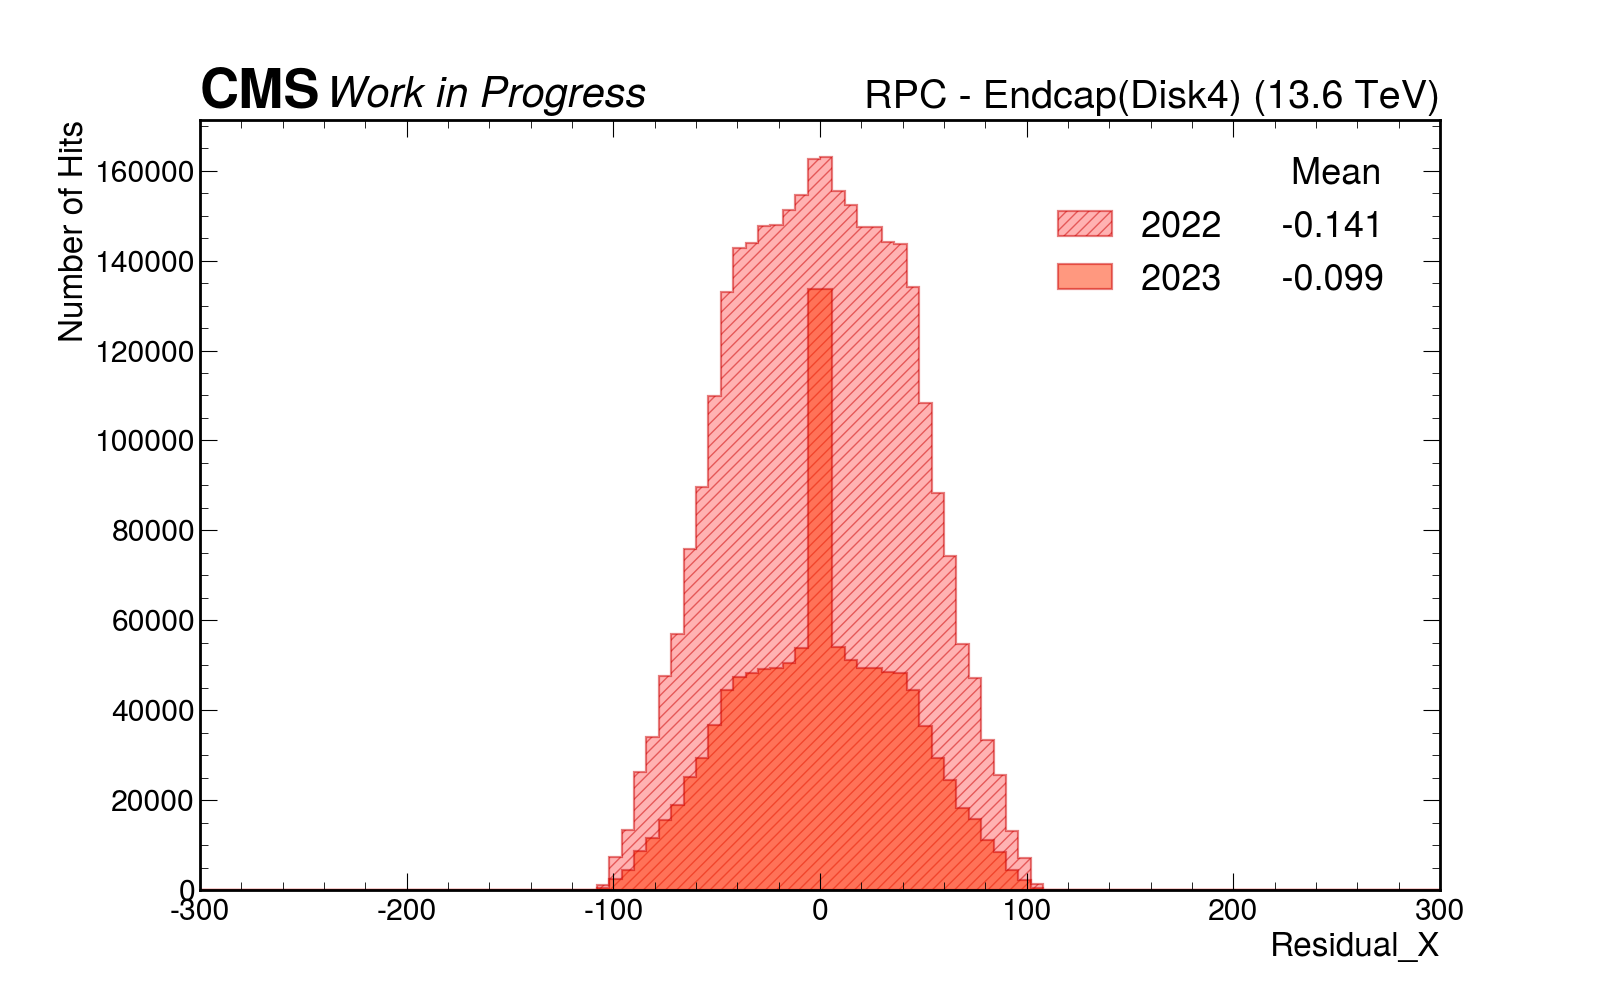 CMS Work in Progress RPC - Endcap(Disk4) (13.6 TeV)
Number of Hits
160000
140000
120000
100000
80000
60000
40000
20000
0
Mean
2022 -0.141
2023 -0.099
-300 -200 -100 0 100 200 300
Residual_X